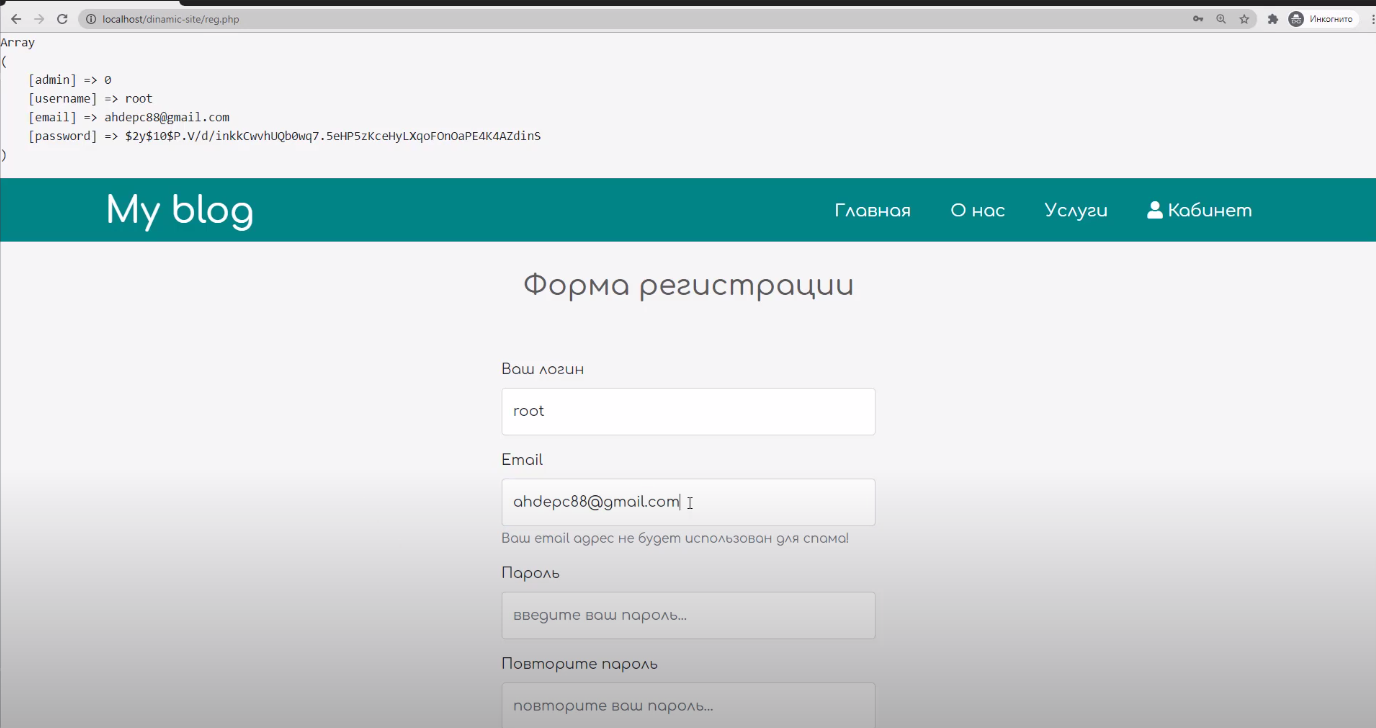 localhost/dinamic-site/reg.php
Инкогнито
Array
(
[admin] => 0
[username] => root
[email] => ahdepc88@gmail.com
[password] => $2y$10$P.V/d/inkkCwvhUQb0wq7.5eHP5zKceHyLXqoFOnOaPE4K4AZdinS
)
My blog
Главная
О нас
Услуги
Кабинет
Форма регистрации
Ваш логин
root
Email
ahdepc88@gmail.com
Ваш email адрес не будет использован для спама!
Пароль
введите ваш пароль...
Повторите пароль
повторите ваш пароль...